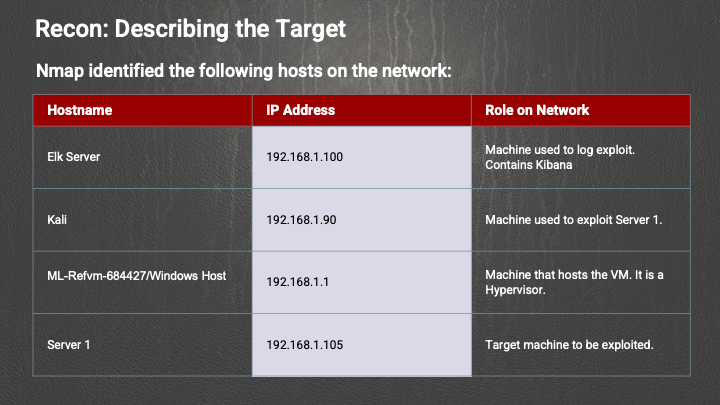 Recon: Describing the Target
Nmap identified the following hosts on the network:
Hostname IP Address Role on Network
Elk Server 192.168.1.100 Machine used to log exploit.
Contains Kibana
Kali 192.168.1.90 Machine used to exploit Server 1.
ML-Refvm-684427/Windows Host 192.168.1.1 Machine that hosts the VM. It is a
Hypervisor.
Server 1 192.168.1.105 Target machine to be exploited.